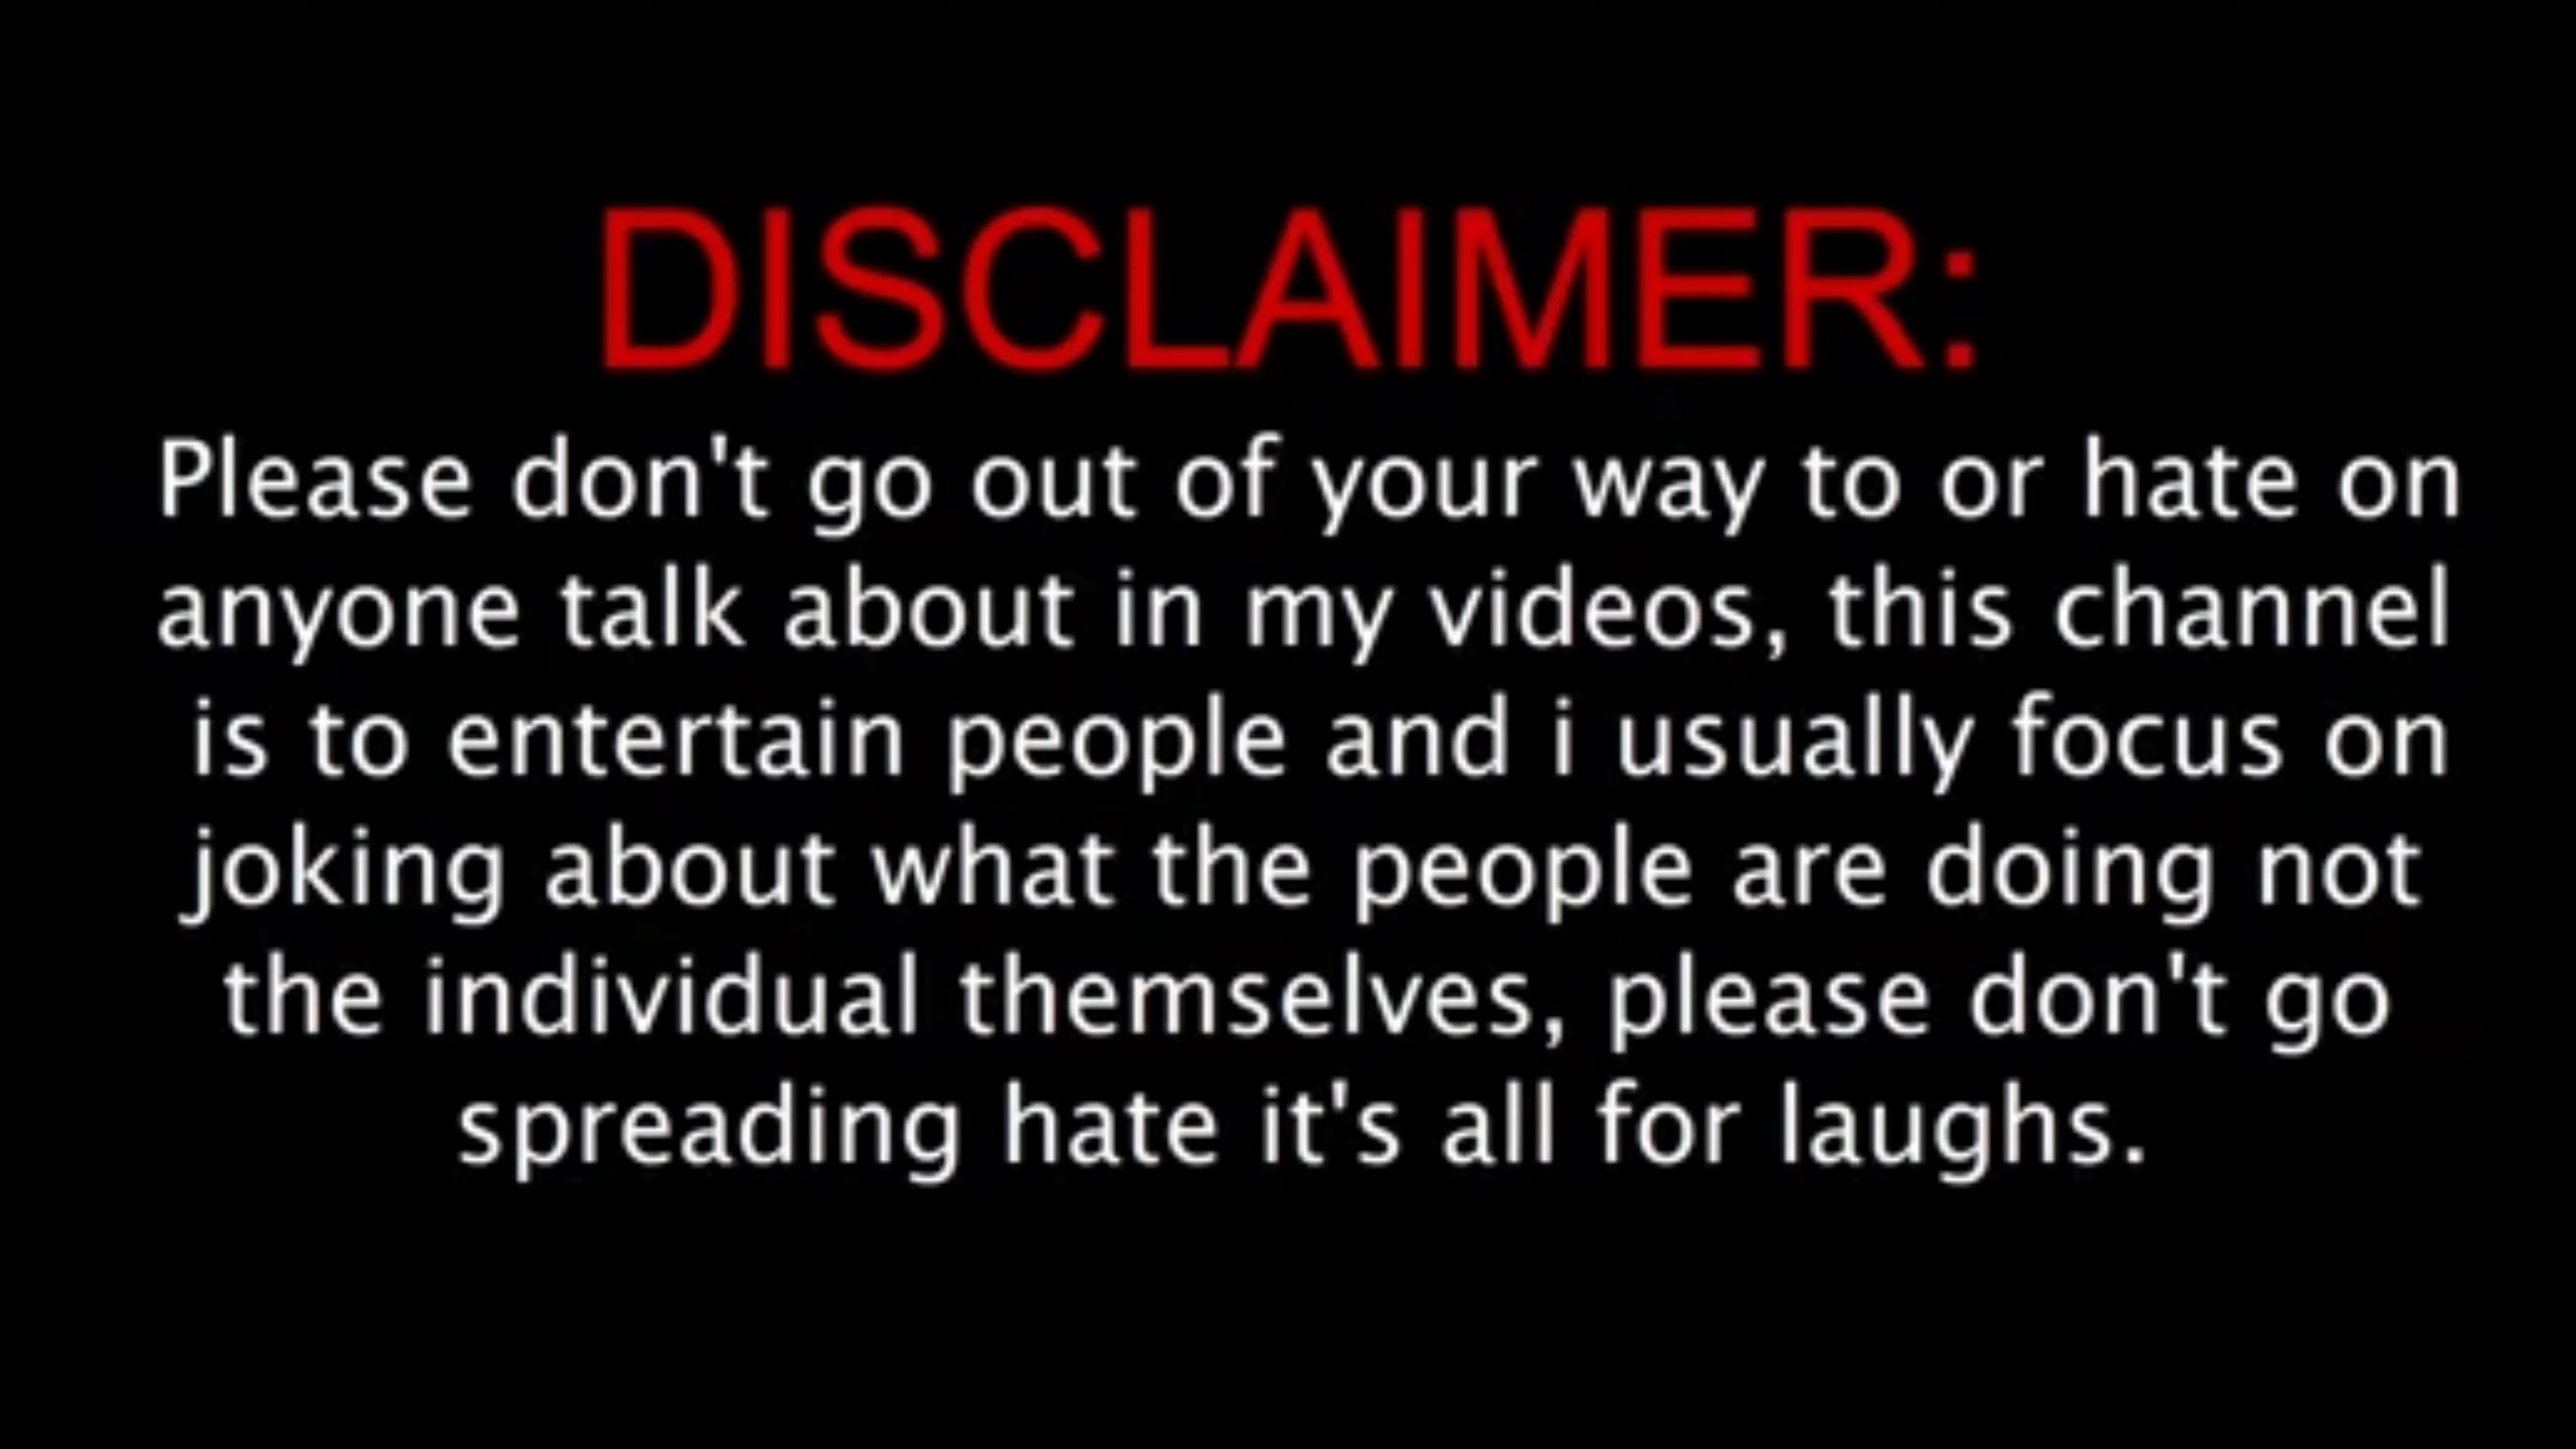 DISCLAIMER:
Please don't go out of your way to or hate on
anyone talk about in my videos, this channel
is to entertain people and i usually focus on
joking about what the people are doing not
the individual themselves, please don't go
spreading hate it's all for laughs.